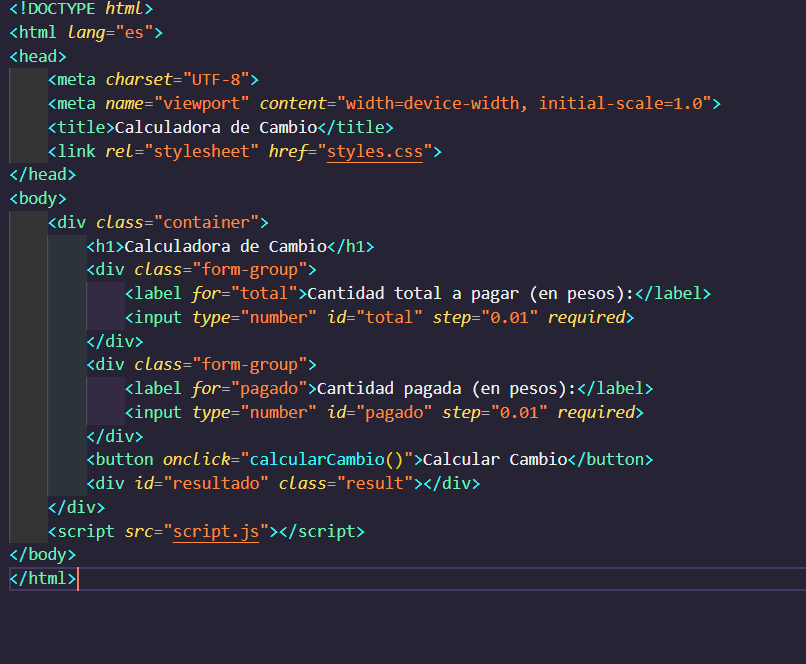 <!DOCTYPE html>
<html lang="es">
<head>
    <meta charset="UTF-8">
    <meta name="viewport" content="width=device-width, initial-scale=1.0">
    <title>Calculadora de Cambio</title>
    <link rel="stylesheet" href="styles.css">
</head>
<body>
    <div class="container">
        <h1>Calculadora de Cambio</h1>
        <div class="form-group">
            <label for="total">Cantidad total a pagar (en pesos):</label>
            <input type="number" id="total" step="0.01" required>
        </div>
        <div class="form-group">
            <label for="pagado">Cantidad pagada (en pesos):</label>
            <input type="number" id="pagado" step="0.01" required>
        </div>
        <button onclick="calcularCambio()">Calcular Cambio</button>
        <div id="resultado" class="result"></div>
    </div>
    <script src="script.js"></script>
</body>
</html>